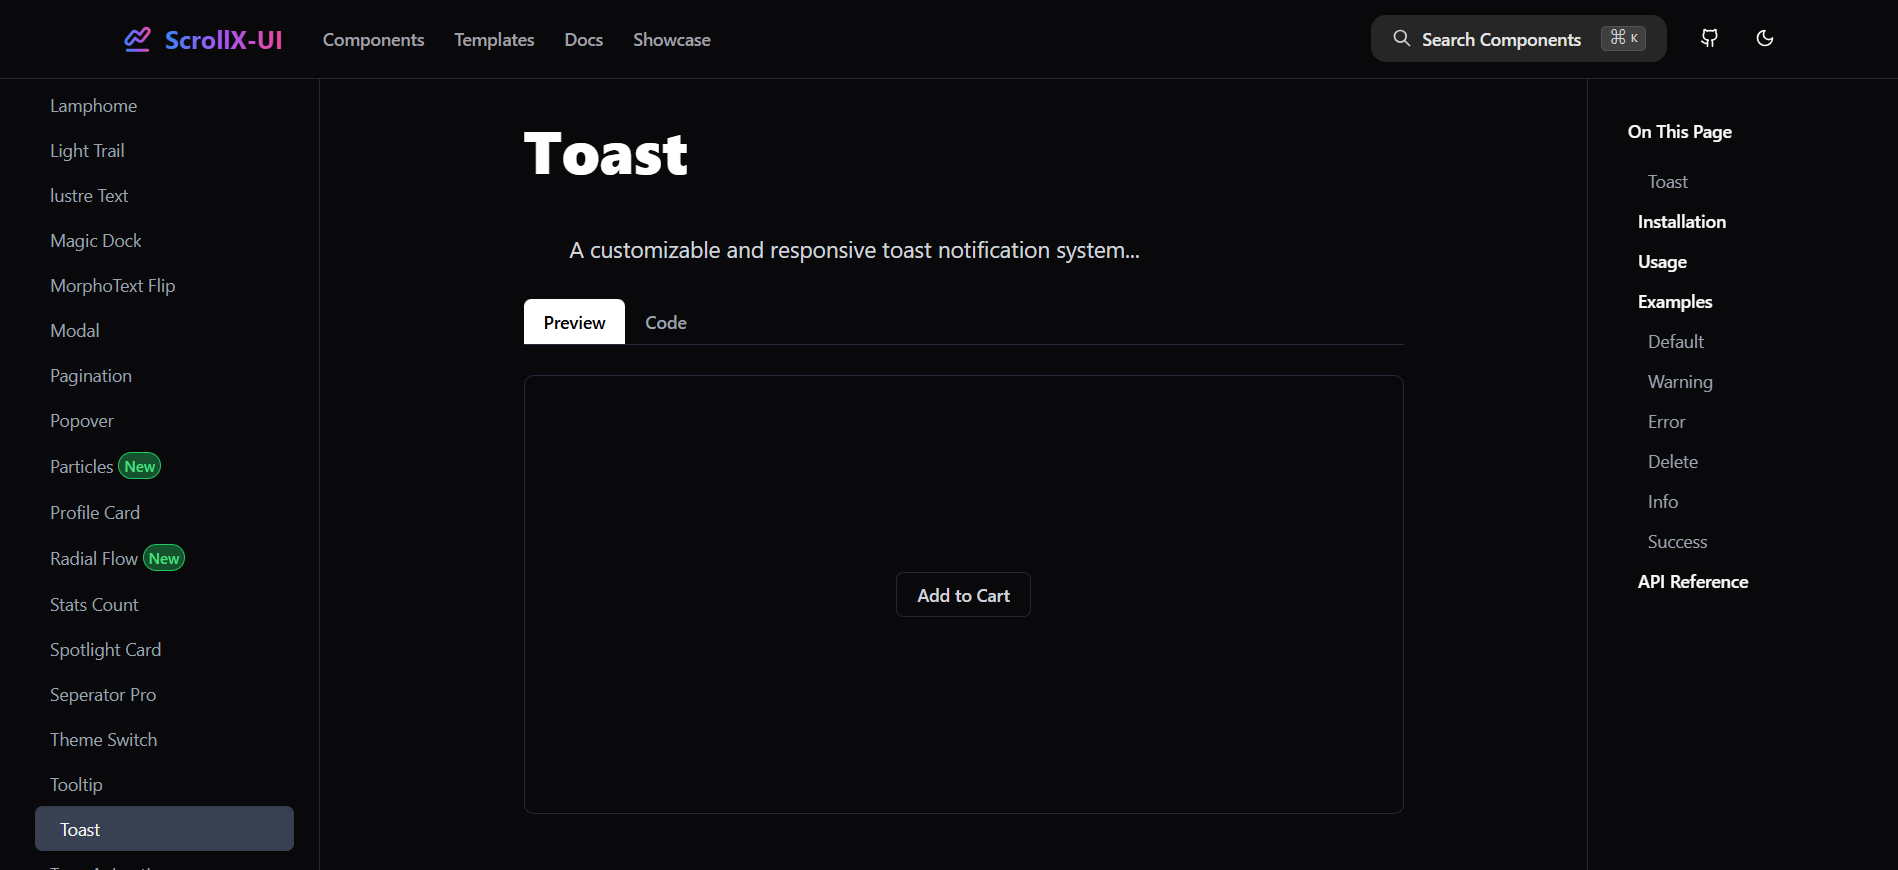 ScrollX-UI
Components
Templates
Docs
Showcase
Search Components
⌘ K
Lamphome
Light Trail
lustre Text
Magic Dock
MorphoText Flip
Modal
Pagination
Popover
Particles New
Profile Card
Radial Flow New
Stats Count
Spotlight Card
Seperator Pro
Theme Switch
Tooltip
Toast
Toast
A customizable and responsive toast notification system...
Preview
Code
Add to Cart
On This Page
Toast
Installation
Usage
Examples
Default
Warning
Error
Delete
Info
Success
API Reference